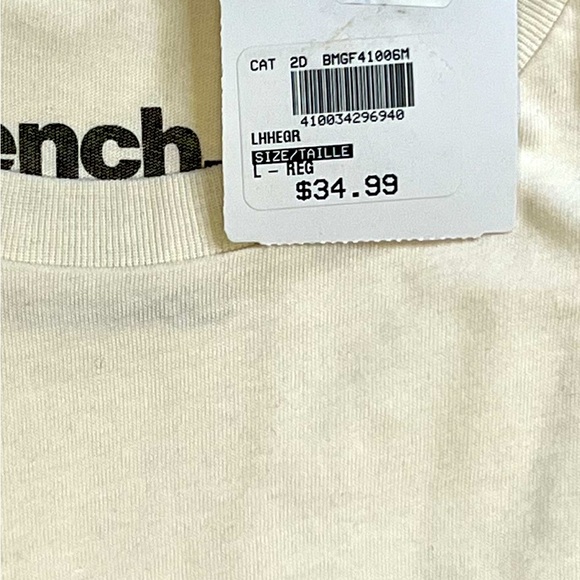 CAT 2D BMGF41006M
410034296940
LHHEGR
SIZE/TAILLE
L - REG
$34.99
ench.